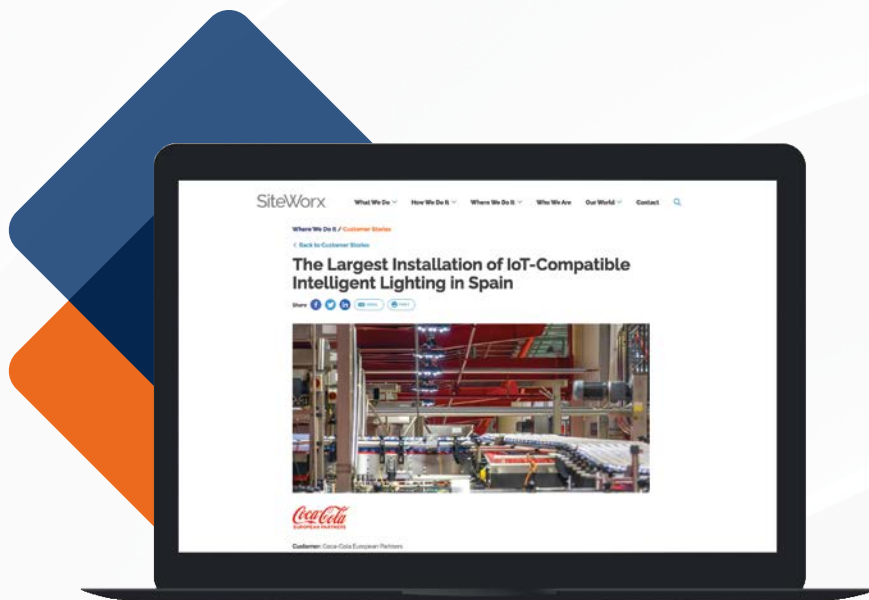 SiteWorx What We Do How We Do It Where We Do It Who We Are Our World Contact
Where We Do It / Customer Stories
< Back to Customer Stories
The Largest Installation of IoT-Compatible
Intelligent Lighting in Spain
Share
Coca-Cola
EUROPEAN PARTNERS
Customer: Coca-Cola European Partners